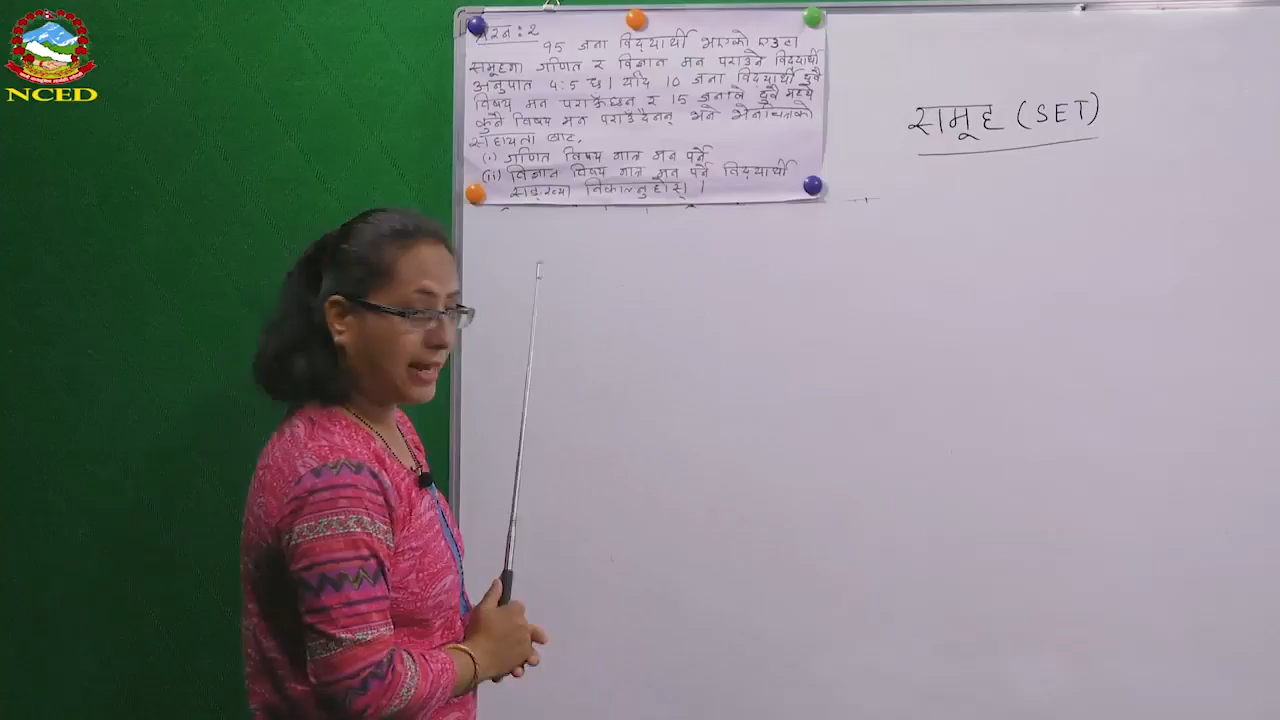 NCED
प्रश्न : २
95 जना विद्यार्थी भएको एउटा
समूहमा गणित र विज्ञान मन पराउने विद्यार्थी
अनुपात 4:5 छ । यदि 10 जना विद्यार्थी दुवै
विषय मन पराउँछन् र 15 जनाले दुवै मध्ये
कुनै विषय मन पराउँदैनन् भने भेनचित्रको
सहायता बाट,
(i) गणित विषय मात्र मन पर्ने
(ii) विज्ञान विषय मात्र मन पर्ने विद्यार्थी
सङ्ख्या निकाल्नुहोस् ।
समूह (SET)